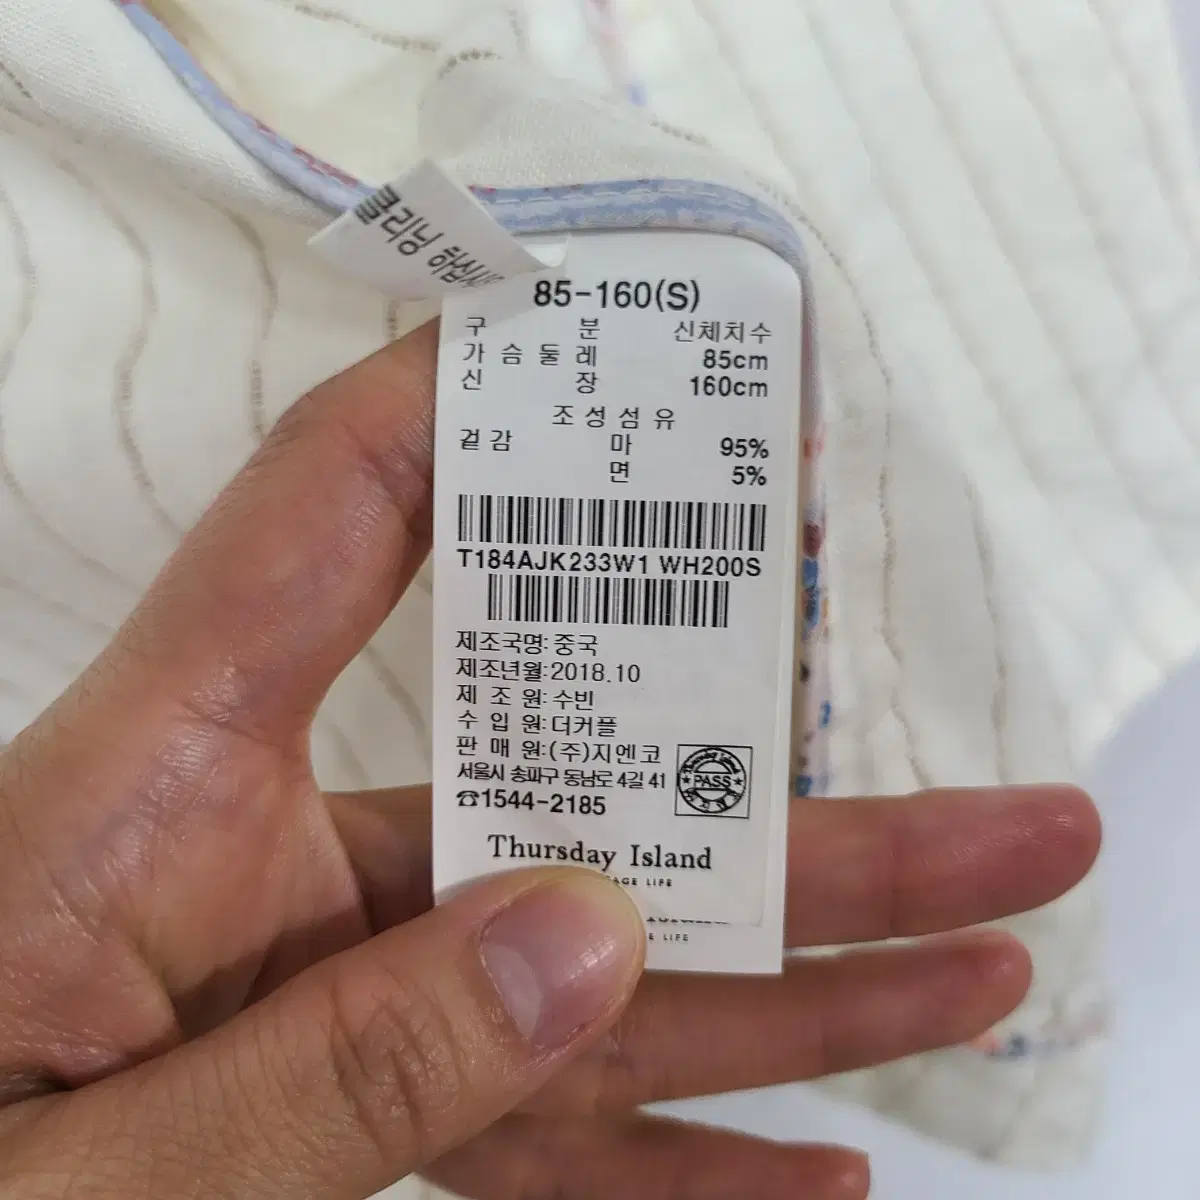 클리닝 하십시오
85-160(S)
구 분 신체치수
가 슴 둘 레 85cm
신 장 160cm
조 성 섬 유
겉 감 마 95%
면 5%
T184AJK233W1 WH200S
제조국명: 중국
제조년월: 2018.10
제 조 원: 수빈
수 입 원: 더커플
판 매 원: (주)지엔코
서울시 송파구 동남로 4길 41
☎1544-2185
PASS
Thursday Island
LIFE
LIFE